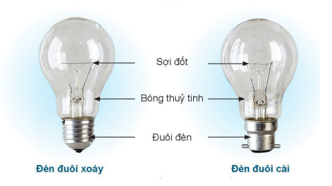 Sợi đốt
Bóng thuỷ tinh
Đuôi đèn
Đèn đuôi xoáy
Đèn đuôi cài